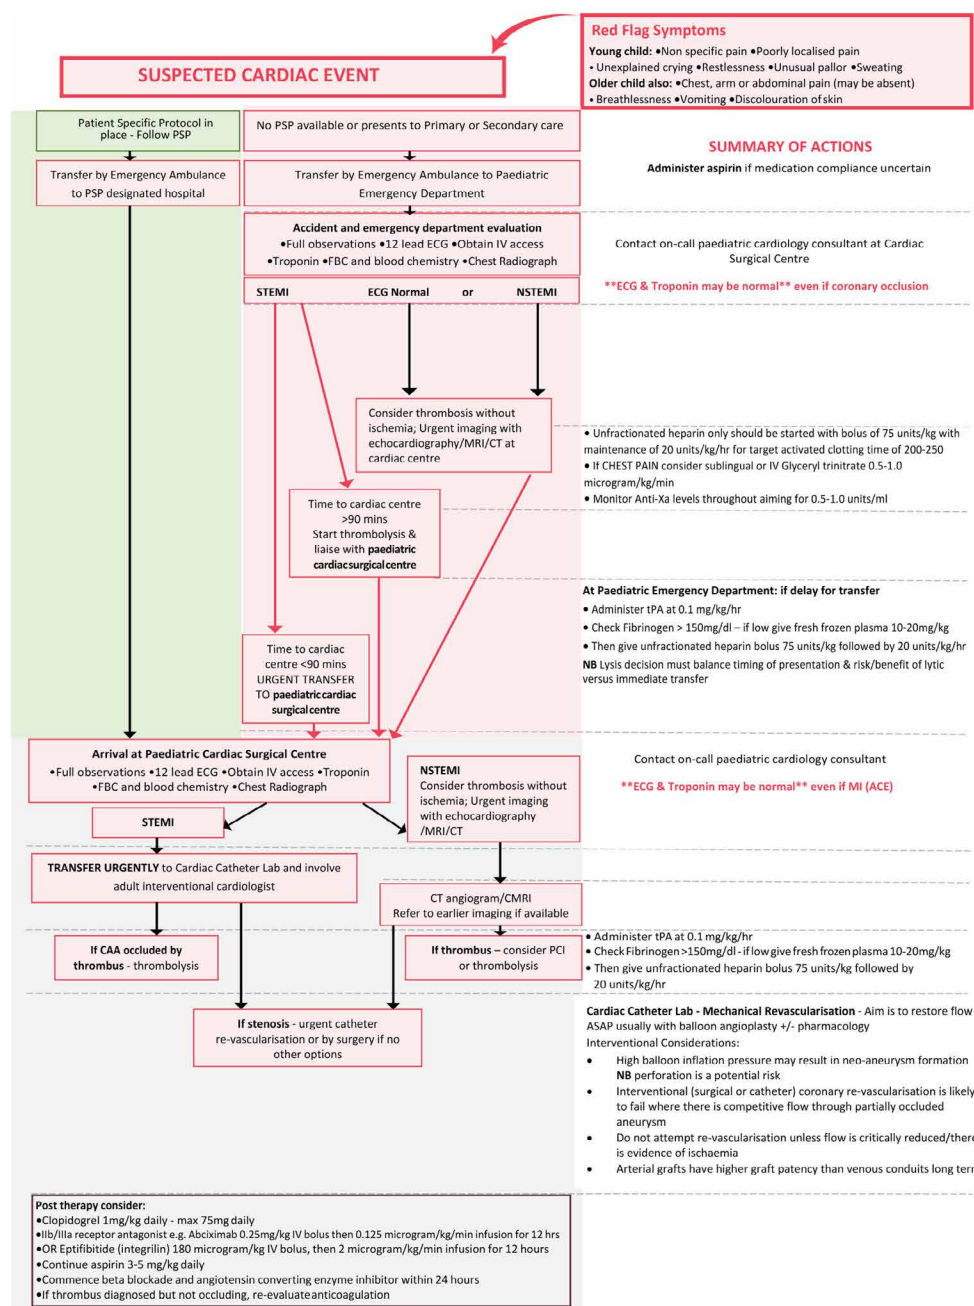 Red Flag Symptoms
Young child: •Non specific pain •Poorly localised pain
• Unexplained crying •Restlessness •Unusual pallor •Sweating
Older child also: •Chest, arm or abdominal pain (may be absent)
• Breathlessness •Vomiting •Discolouration of skin
SUSPECTED CARDIAC EVENT
Patient Specific Protocol in
place - Follow PSP
No PSP available or presents to Primary or Secondary care
SUMMARY OF ACTIONS
Administer aspirin if medication compliance uncertain
Transfer by Emergency Ambulance
to PSP designated hospital
Transfer by Emergency Ambulance to Paediatric
Emergency Department
Accident and emergency department evaluation
•Full observations •12 lead ECG •Obtain IV access
•Troponin •FBC and blood chemistry •Chest Radiograph
Contact on-call paediatric cardiology consultant at Cardiac
Surgical Centre
**ECG & Troponin may be normal** even if coronary occlusion
STEMI ECG Normal or NSTEMI
Consider thrombosis without
ischemia; Urgent imaging with
echocardiography/MRI/CT at
cardiac centre
• Unfractionated heparin only should be started with bolus of 75 units/kg with
maintenance of 20 units/kg/hr for target activated clotting time of 200-250
• If CHEST PAIN consider sublingual or IV Glyceryl trinitrate 0.5-1.0
microgram/kg/min
• Monitor Anti-Xa levels throughout aiming for 0.5-1.0 units/ml
Time to cardiac centre
>90 mins
Start thrombolysis &
liaise with paediatric
cardiac surgical centre
At Paediatric Emergency Department: if delay for transfer
• Administer tPA at 0.1 mg/kg/hr
• Check Fibrinogen > 150mg/dl – if low give fresh frozen plasma 10-20mg/kg
• Then give unfractionated heparin bolus 75 units/kg followed by 20 units/kg/hr
NB Lysis decision must balance timing of presentation & risk/benefit of lytic
versus immediate transfer
Time to cardiac
centre <90 mins
URGENT TRANSFER
TO paediatric cardiac
surgical centre
Arrival at Paediatric Cardiac Surgical Centre
•Full observations •12 lead ECG •Obtain IV access •Troponin
•FBC and blood chemistry •Chest Radiograph
Contact on-call paediatric cardiology consultant
**ECG & Troponin may be normal** even if MI (ACE)
NSTEMI
Consider thrombosis without
ischemia; Urgent imaging
with echocardiography
/MRI/CT
STEMI
TRANSFER URGENTLY to Cardiac Catheter Lab and involve
adult interventional cardiologist
CT angiogram/CMRI
Refer to earlier imaging if available
If CAA occluded by
thrombus - thrombolysis
If thrombus – consider PCI
or thrombolysis
• Administer tPA at 0.1 mg/kg/hr
• Check Fibrinogen >150mg/dl - if low give fresh frozen plasma 10-20mg/kg
• Then give unfractionated heparin bolus 75 units/kg followed by
20 units/kg/hr
If stenosis - urgent catheter
re-vascularisation or by surgery if no
other options
Cardiac Catheter Lab - Mechanical Revascularisation - Aim is to restore flow
ASAP usually with balloon angioplasty +/- pharmacology
Interventional Considerations:
• High balloon inflation pressure may result in neo-aneurysm formation
NB perforation is a potential risk
• Interventional (surgical or catheter) coronary re-vascularisation is likely
to fail where there is competitive flow through partially occluded
aneurysm
• Do not attempt re-vascularisation unless flow is critically reduced/there
is evidence of ischaemia
• Arterial grafts have higher graft patency than venous conduits long term
Post therapy consider:
•Clopidogrel 1mg/kg daily - max 75mg daily
•IIb/IIIa receptor antagonist e.g. Abciximab 0.25mg/kg IV bolus then 0.125 microgram/kg/min infusion for 12 hrs
•OR Eptifibitide (integrilin) 180 microgram/kg IV bolus, then 2 microgram/kg/min infusion for 12 hours
•Continue aspirin 3-5 mg/kg daily
•Commence beta blockade and angiotensin converting enzyme inhibitor within 24 hours
•If thrombus diagnosed but not occluding, re-evaluate anticoagulation